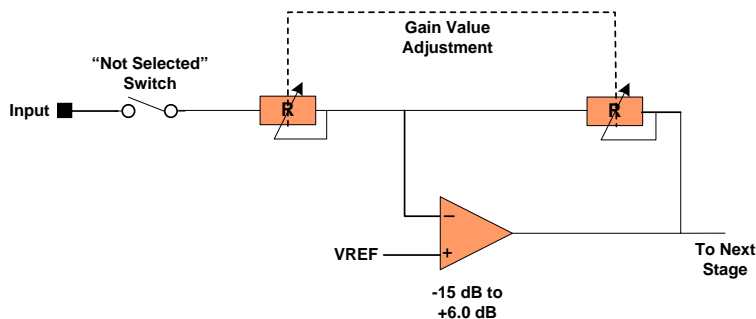 Gain Value
Adjustment
“Not Selected”
Switch
Input
R
R
−
+
VREF
To Next
Stage
-15 dB to
+6.0 dB